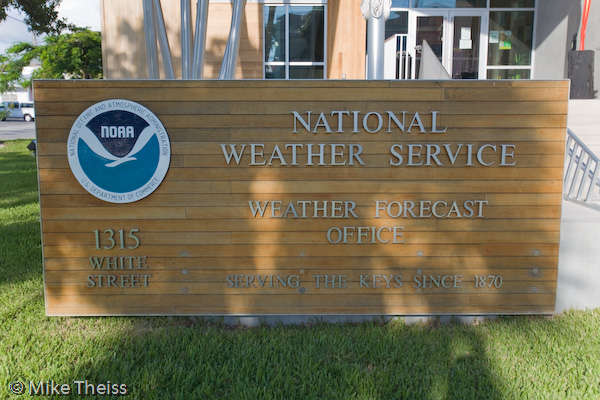 NATIONAL OCEANIC AND ATMOSPHERIC ADMINISTRATION
NOAA
U.S. DEPARTMENT OF COMMERCE
NATIONAL
WEATHER SERVICE
WEATHER FORECAST
OFFICE
1315
WHITE
STREET
SERVING THE KEYS SINCE 1870
© Mike Theiss